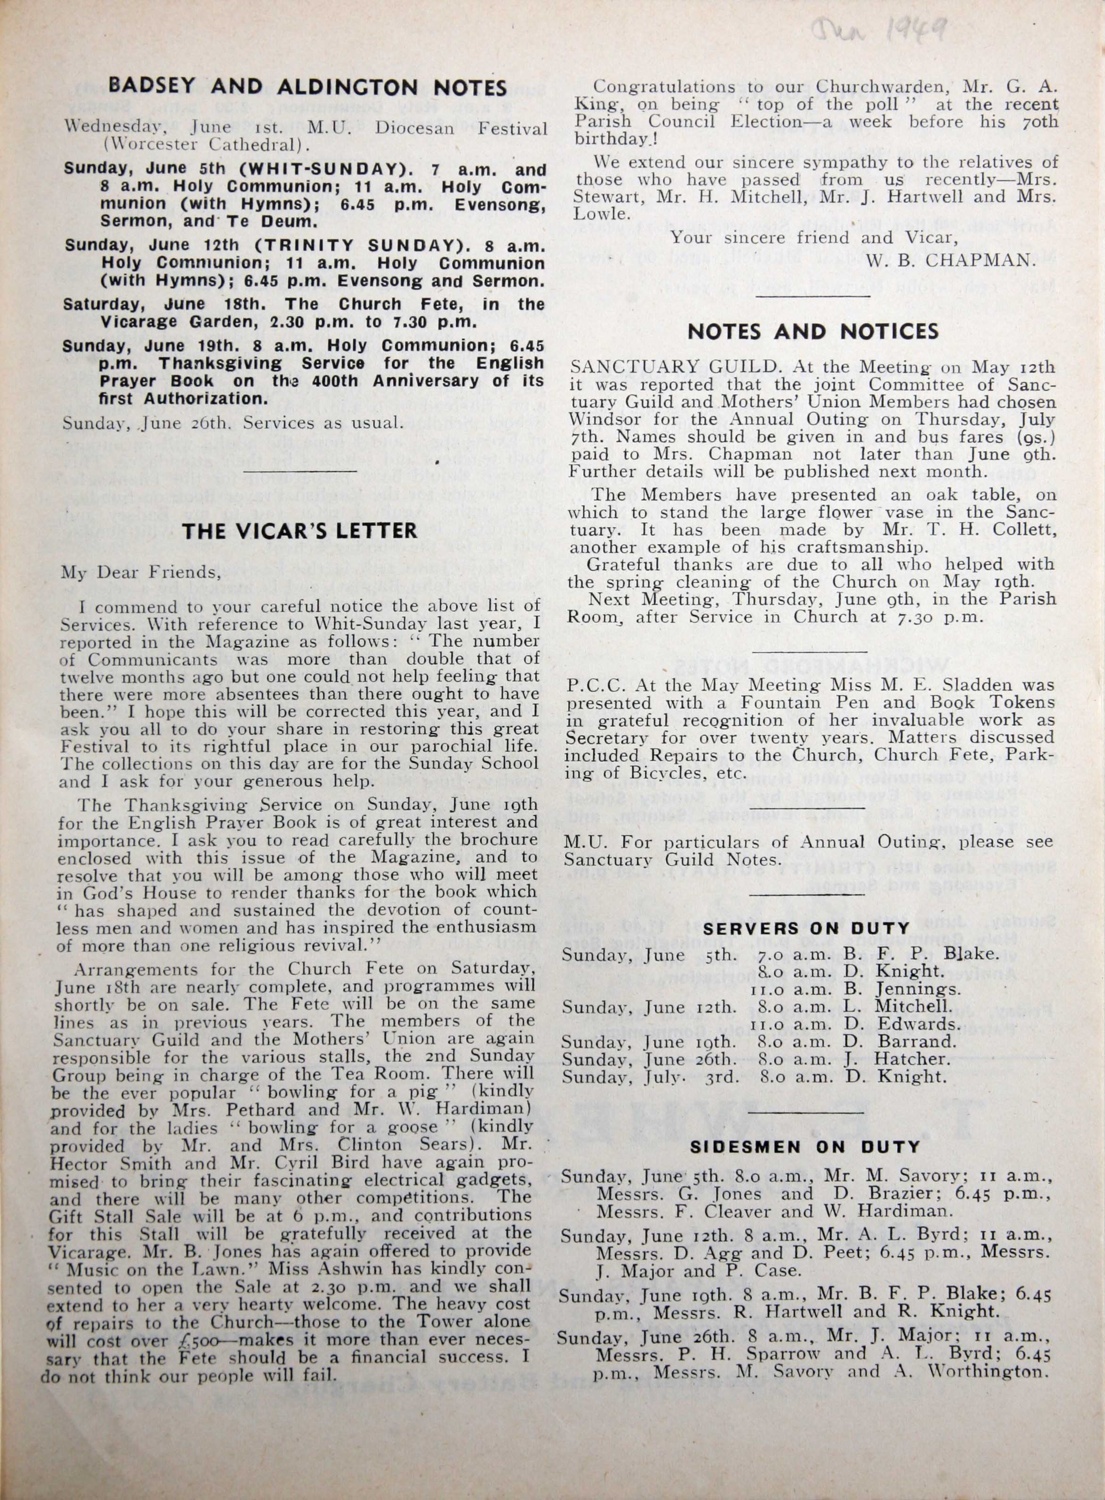 Jun 1949
BADSEY AND ALDINGTON NOTES
Wednesday, June 1st. M.U. Diocesan Festival
(Worcester Cathedral).
Sunday, June 5th (WHIT-SUNDAY). 7 a.m. and
8 a.m. Holy Communion; 11 a.m. Holy Com-
munion (with Hymns); 6.45 p.m. Evensong,
Sermon, and Te Deum.
Sunday, June 12th (TRINITY SUNDAY). 8 a.m.
Holy Communion; 11 a.m. Holy Communion
(with Hymns); 6.45 p.m. Evensong and Sermon.
Saturday, June 18th. The Church Fete, in the
Vicarage Garden, 2.30 p.m. to 7.30 p.m.
Sunday, June 19th. 8 a.m. Holy Communion; 6.45
p.m. Thanksgiving Service for the English
Prayer Book on the 400th Anniversary of its
first Authorization.
Sunday, June 26th. Services as usual.
THE VICAR'S LETTER
My Dear Friends,
I commend to your careful notice the above list of
Services. With reference to Whit-Sunday last year, I
reported in the Magazine as follows: "The number
of Communicants was more than double that of
twelve months ago but one could not help feeling that
there were more absentees than there ought to have
been." I hope this will be corrected this year, and I
ask you all to do your share in restoring this great
Festival to its rightful place in our parochial life.
The collections on this day are for the Sunday School
and I ask for your generous help.
The Thanksgiving Service on Sunday, June 19th
for the English Prayer Book is of great interest and
importance. I ask you to read carefully the brochure
enclosed with this issue of the Magazine, and to
resolve that you will be among those who will meet
in God's House to render thanks for the book which
"has shaped and sustained the devotion of count-
less men and women and has inspired the enthusiasm
of more than one religious revival."
Arrangements for the Church Fete on Saturday,
June 18th are nearly complete, and programmes will
shortly be on sale. The Fete will be on the same
lines as in previous years. The members of the
Sanctuary Guild and the Mothers' Union are again
responsible for the various stalls, the 2nd Sunday
Group being in charge of the Tea Room. There will
be the ever popular "bowling for a pig" (kindly
provided by Mrs. Pethard and Mr. W. Hardiman)
and for the ladies "bowling for a goose" (kindly
provided by Mr. and Mrs. Clinton Sears). Mr.
Hector Smith and Mr. Cyril Bird have again pro-
mised to bring their fascinating electrical gadgets,
and there will be many other competitions. The
Gift Stall Sale will be at 6 p.m., and contributions
for this Stall will be gratefully received at the
Vicarage. Mr. B. Jones has again offered to provide
"Music on the Lawn." Miss Ashwin has kindly con-
sented to open the Sale at 2.30 p.m. and we shall
extend to her a very hearty welcome. The heavy cost
of repairs to the Church—those to the Tower alone
will cost over £500—makes it more than ever neces-
sary that the Fete should be a financial success. I
do not think our people will fail.
Congratulations to our Churchwarden, Mr. G. A.
King, on being "top of the poll" at the recent
Parish Council Election—a week before his 70th
birthday.!
We extend our sincere sympathy to the relatives of
those who have passed from us recently—Mrs.
Stewart, Mr. H. Mitchell, Mr. J. Hartwell and Mrs.
Lowle.
Your sincere friend and Vicar,
W. B. CHAPMAN.
NOTES AND NOTICES
SANCTUARY GUILD. At the Meeting on May 12th
it was reported that the joint Committee of Sanc-
tuary Guild and Mothers' Union Members had chosen
Windsor for the Annual Outing on Thursday, July
7th. Names should be given in and bus fares (9s.)
paid to Mrs. Chapman not later than June 9th.
Further details will be published next month.
The Members have presented an oak table, on
which to stand the large flower vase in the Sanc-
tuary. It has been made by Mr. T. H. Collett,
another example of his craftsmanship.
Grateful thanks are due to all who helped with
the spring cleaning of the Church on May 19th.
Next Meeting, Thursday, June 9th, in the Parish
Room, after Service in Church at 7.30 p.m.
P.C.C. At the May Meeting Miss M. E. Sladden was
presented with a Fountain Pen and Book Tokens
in grateful recognition of her invaluable work as
Secretary for over twenty years. Matters discussed
included Repairs to the Church, Church Fete, Park-
ing of Bicycles, etc.
M.U. For particulars of Annual Outing, please see
Sanctuary Guild Notes.
SERVERS ON DUTY
Sunday, June 5th. 7.0 a.m. B. F. P. Blake.
8.0 a.m. D. Knight.
11.0 a.m. B. Jennings.
Sunday, June 12th. 8.0 a.m. L. Mitchell.
11.0 a.m. D. Edwards.
Sunday, June 19th. 8.0 a.m. D. Barrand.
Sunday, June 26th. 8.0 a.m. J. Hatcher.
Sunday, July 3rd. 8.0 a.m. D. Knight.
SIDESMEN ON DUTY
Sunday, June 5th. 8.0 a.m., Mr. M. Savory; 11 a.m.,
Messrs. G. Jones and D. Brazier; 6.45 p.m.,
Messrs. F. Cleaver and W. Hardiman.
Sunday, June 12th. 8 a.m., Mr. A. L. Byrd; 11 a.m.,
Messrs. D. Agg and D. Peet; 6.45 p.m., Messrs.
J. Major and P. Case.
Sunday, June 19th. 8 a.m., Mr. B. F. P. Blake; 6.45
p.m., Messrs. R. Hartwell and R. Knight.
Sunday, June 26th. 8 a.m., Mr. J. Major; 11 a.m.,
Messrs. P. H. Sparrow and A. L. Byrd; 6.45
p.m., Messrs. M. Savory and A. Worthington.